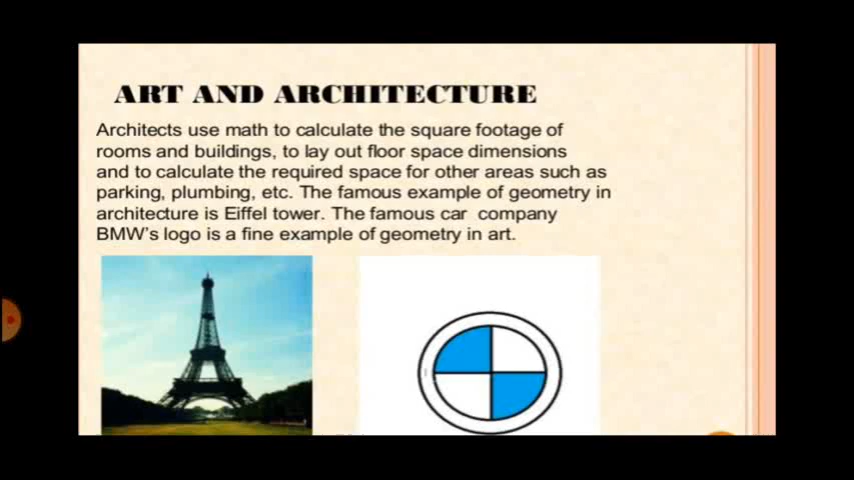 ART AND ARCHITECTURE
Architects use math to calculate the square footage of
rooms and buildings, to lay out floor space dimensions
and to calculate the required space for other areas such as
parking, plumbing, etc. The famous example of geometry in
architecture is Eiffel tower. The famous car company
BMW's logo is a fine example of geometry in art.